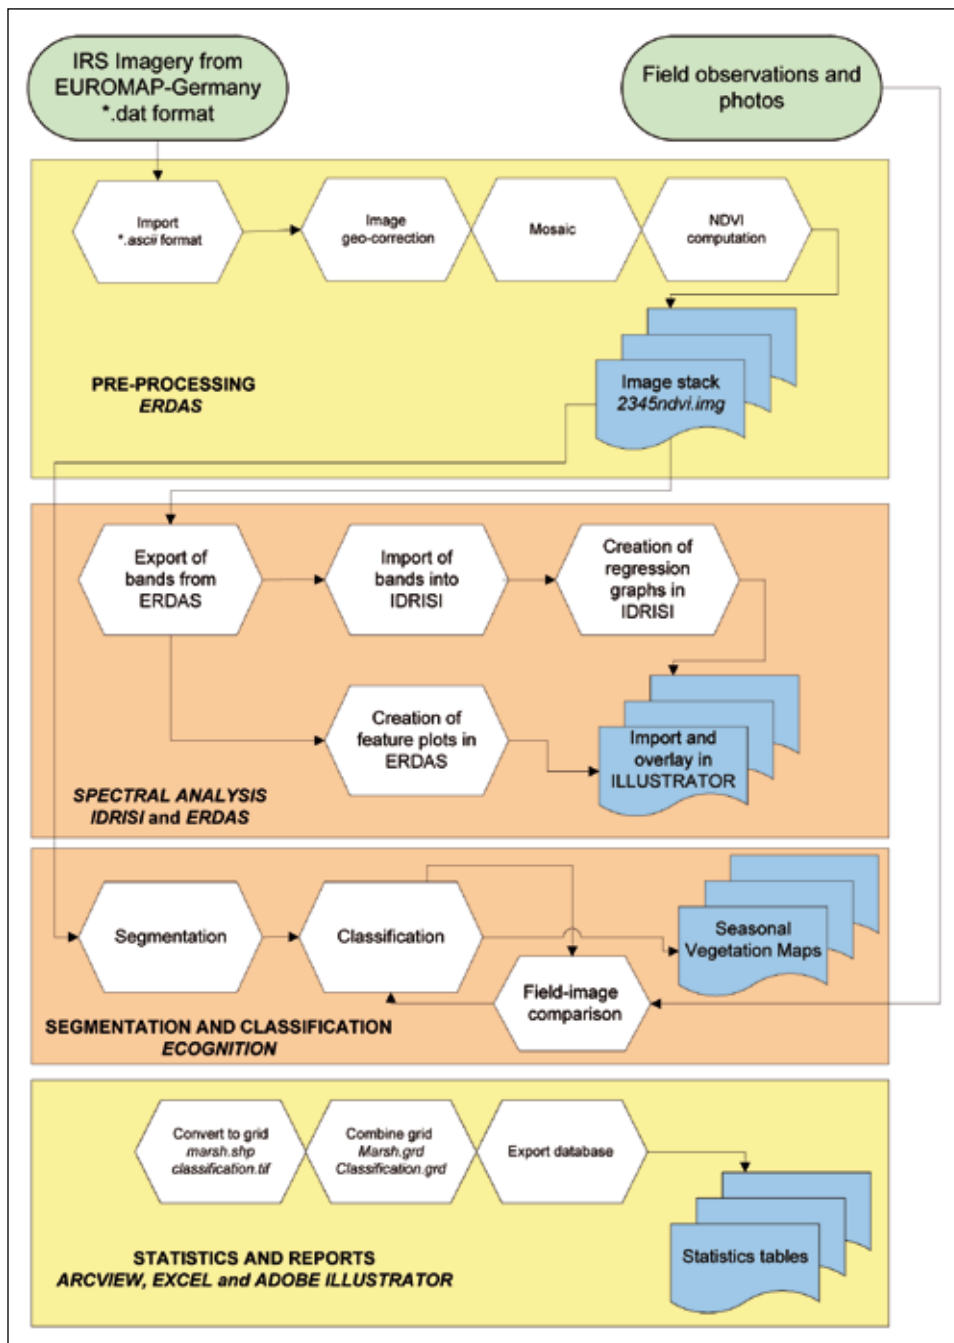 IRS Imagery from
EUROMAP-Germany
*.dat format
Field observations and
photos
Import
*.ascii format
Image
geo-correction
Mosaic
NDVI
computation
Image stack
2345ndvi.img
PRE-PROCESSING
ERDAS
Export of
bands from
ERDAS
Import of
bands into
IDRISI
Creation of
regression
graphs in
IDRISI
Creation of
feature plots in
ERDAS
Import and
overlay in
ILLUSTRATOR
SPECTRAL ANALYSIS
IDRISI and ERDAS
Segmentation
Classification
Seasonal
Vegetation Maps
Field-image
comparison
SEGMENTATION AND CLASSIFICATION
ECOGNITION
Convert to grid
marsh.shp
classification.tif
Combine grid
Marsh.grd
Classification.grd
Export database
Statistics tables
STATISTICS AND REPORTS
ARCVIEW, EXCEL and ADOBE ILLUSTRATOR